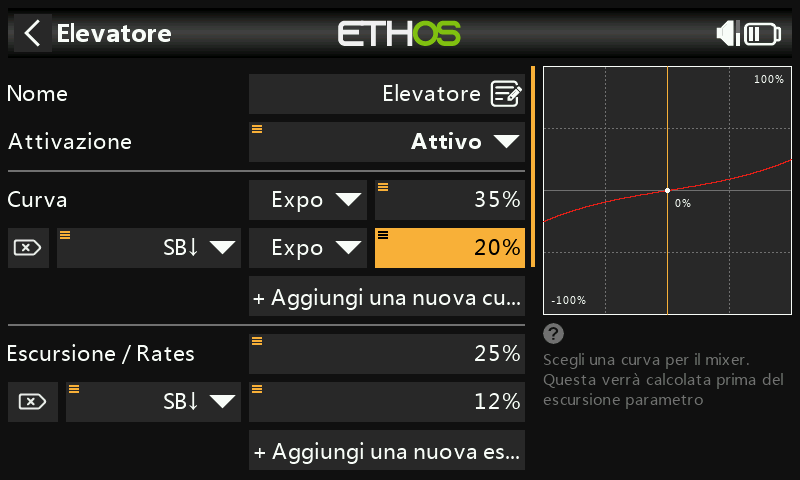 Elevatore
ETHOS
Nome
Elevatore
Attivazione
Attivo
Curva
Expo
35%
SB↓
Expo
20%
+ Aggiungi una nuova cu...
Escursione / Rates
25%
SB↓
12%
+ Aggiungi una nuova es...
100%
0%
-100%
?
Scegli una curva per il mixer.
Questa verrà calcolata prima del
escursione parametro